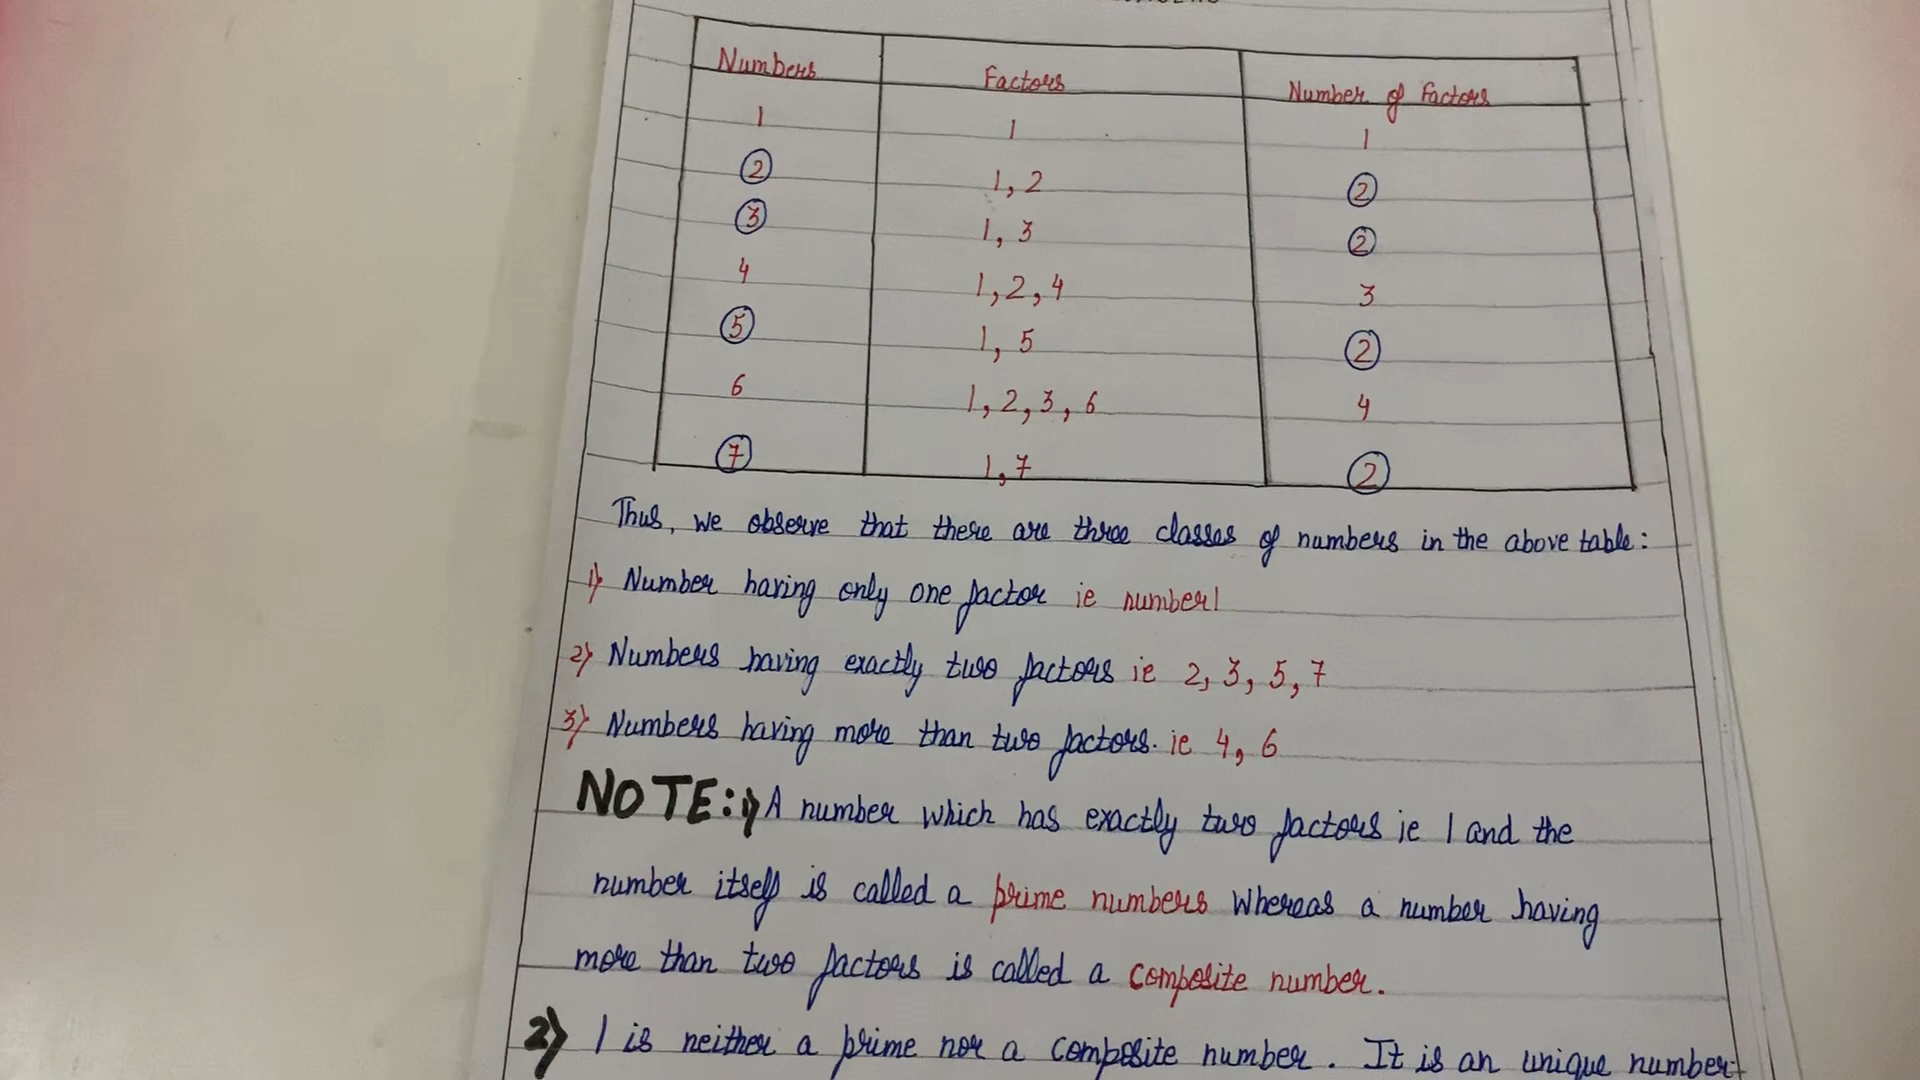 Numbers Factors Number of Factors
1 1 1
2 1, 2 2
3 1, 3 2
4 1, 2, 4 3
5 1, 5 2
6 1, 2, 3, 6 4
7 1, 7 2
Thus, we observe that there are three classes of numbers in the above table:
1) Number having only one factor ie number 1
2) Numbers having exactly two factors ie 2, 3, 5, 7
3) Numbers having more than two factors. ie 4, 6
NOTE: 1) A number which has exactly two factors ie 1 and the
number itself is called a prime numbers whereas a number having
more than two factors is called a composite number.
2) 1 is neither a prime nor a composite number. It is an unique number